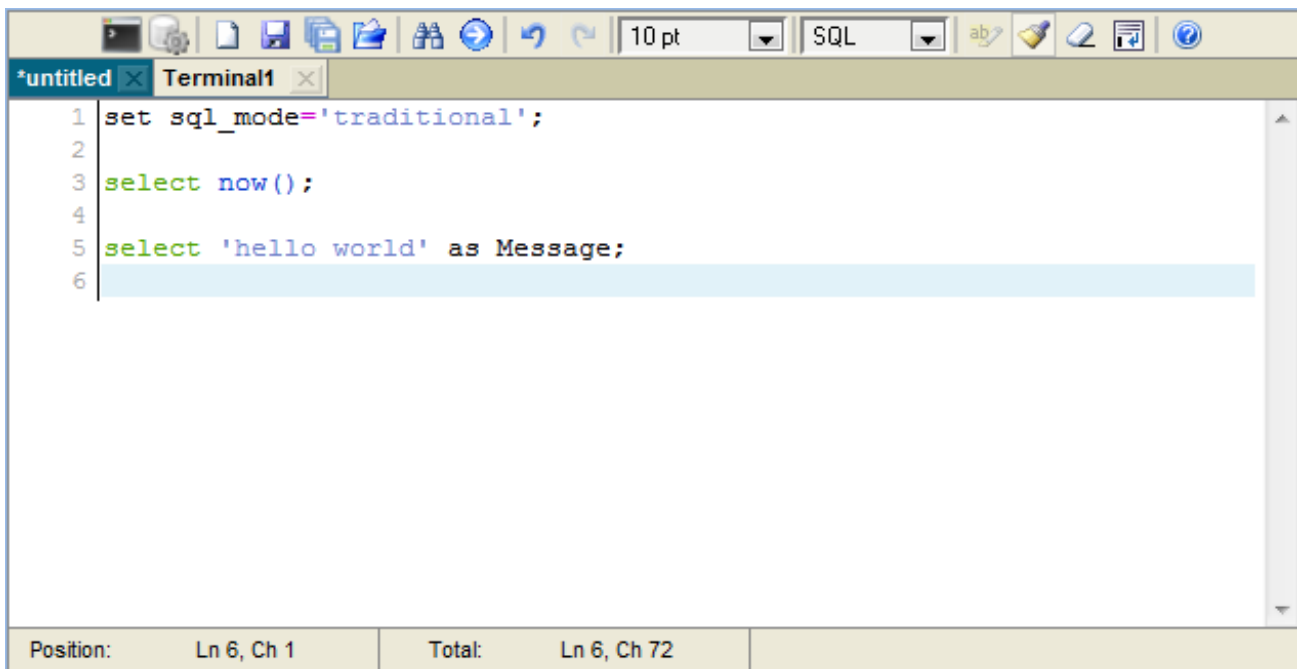 10 pt SQL ab
*untitled Terminal1
1 set sql_mode='traditional';
2
3 select now();
4
5 select 'hello world' as Message;
6
Position: Ln 6, Ch 1 Total: Ln 6, Ch 72